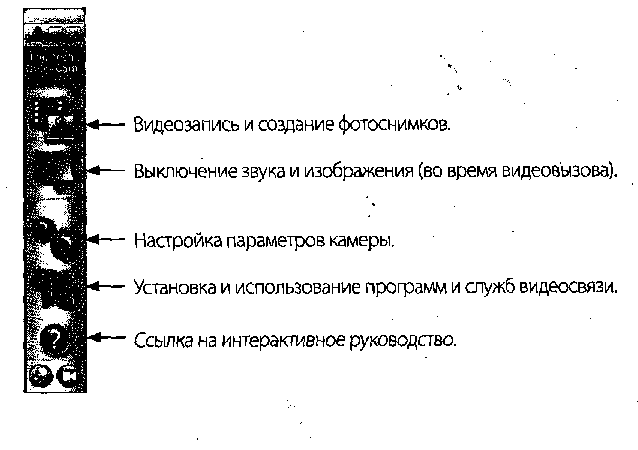 Видеозапись и создание фотоснимков.
Выключение звука и изображения (во время видеовызова).
Настройка параметров камеры.
Установка и использование программ и служб видеосвязи.
?
Ссылка на интерактивное руководство.